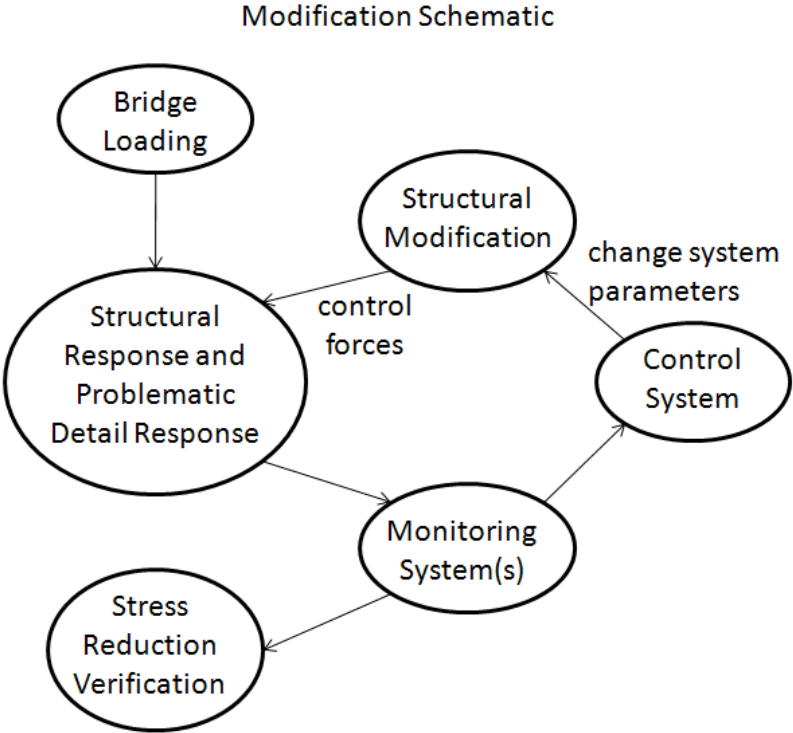 Modification Schematic
Bridge
Loading
Structural
Modification
change system
parameters
control
forces
Structural
Response and
Problematic
Detail Response
Control
System
Monitoring
System(s)
Stress
Reduction
Verification